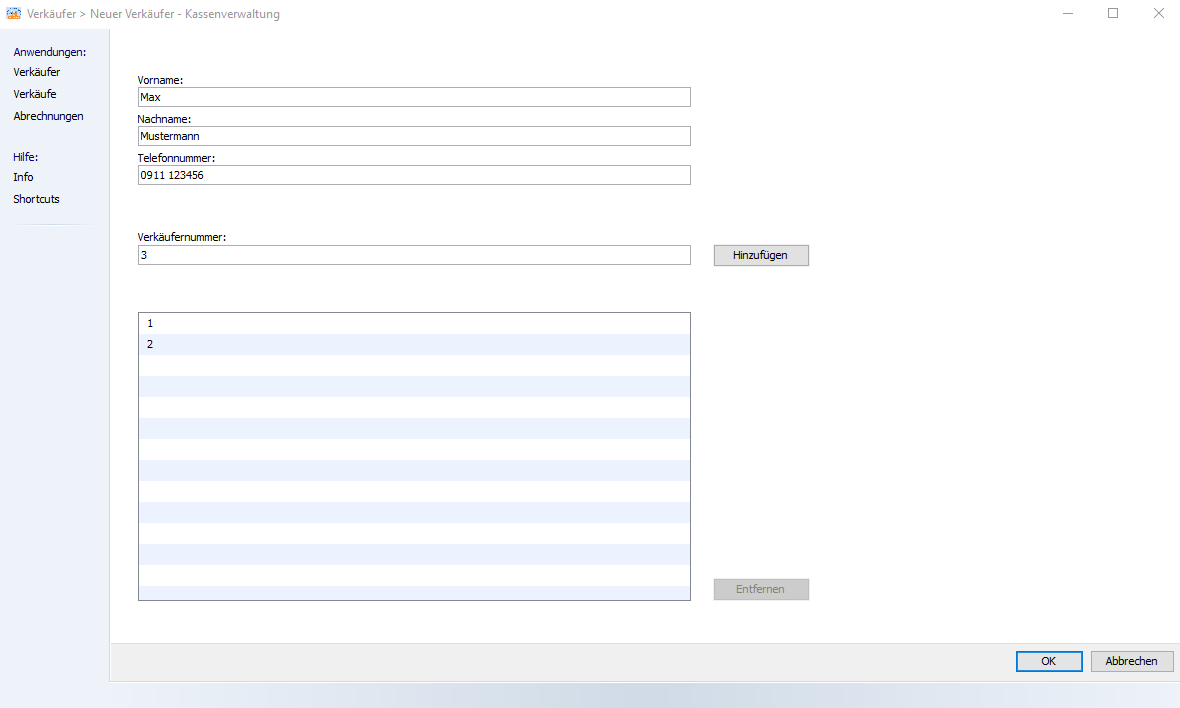 Verkäufer > Neuer Verkäufer - Kassenverwaltung
Anwendungen:
Verkäufer
Verkäufe
Abrechnungen
Hilfe:
Info
Shortcuts
Vorname:
Max
Nachname:
Mustermann
Telefonnummer:
0911 123456
Verkäufernummer:
3
Hinzufügen
1
2
Entfernen
OK
Abbrechen